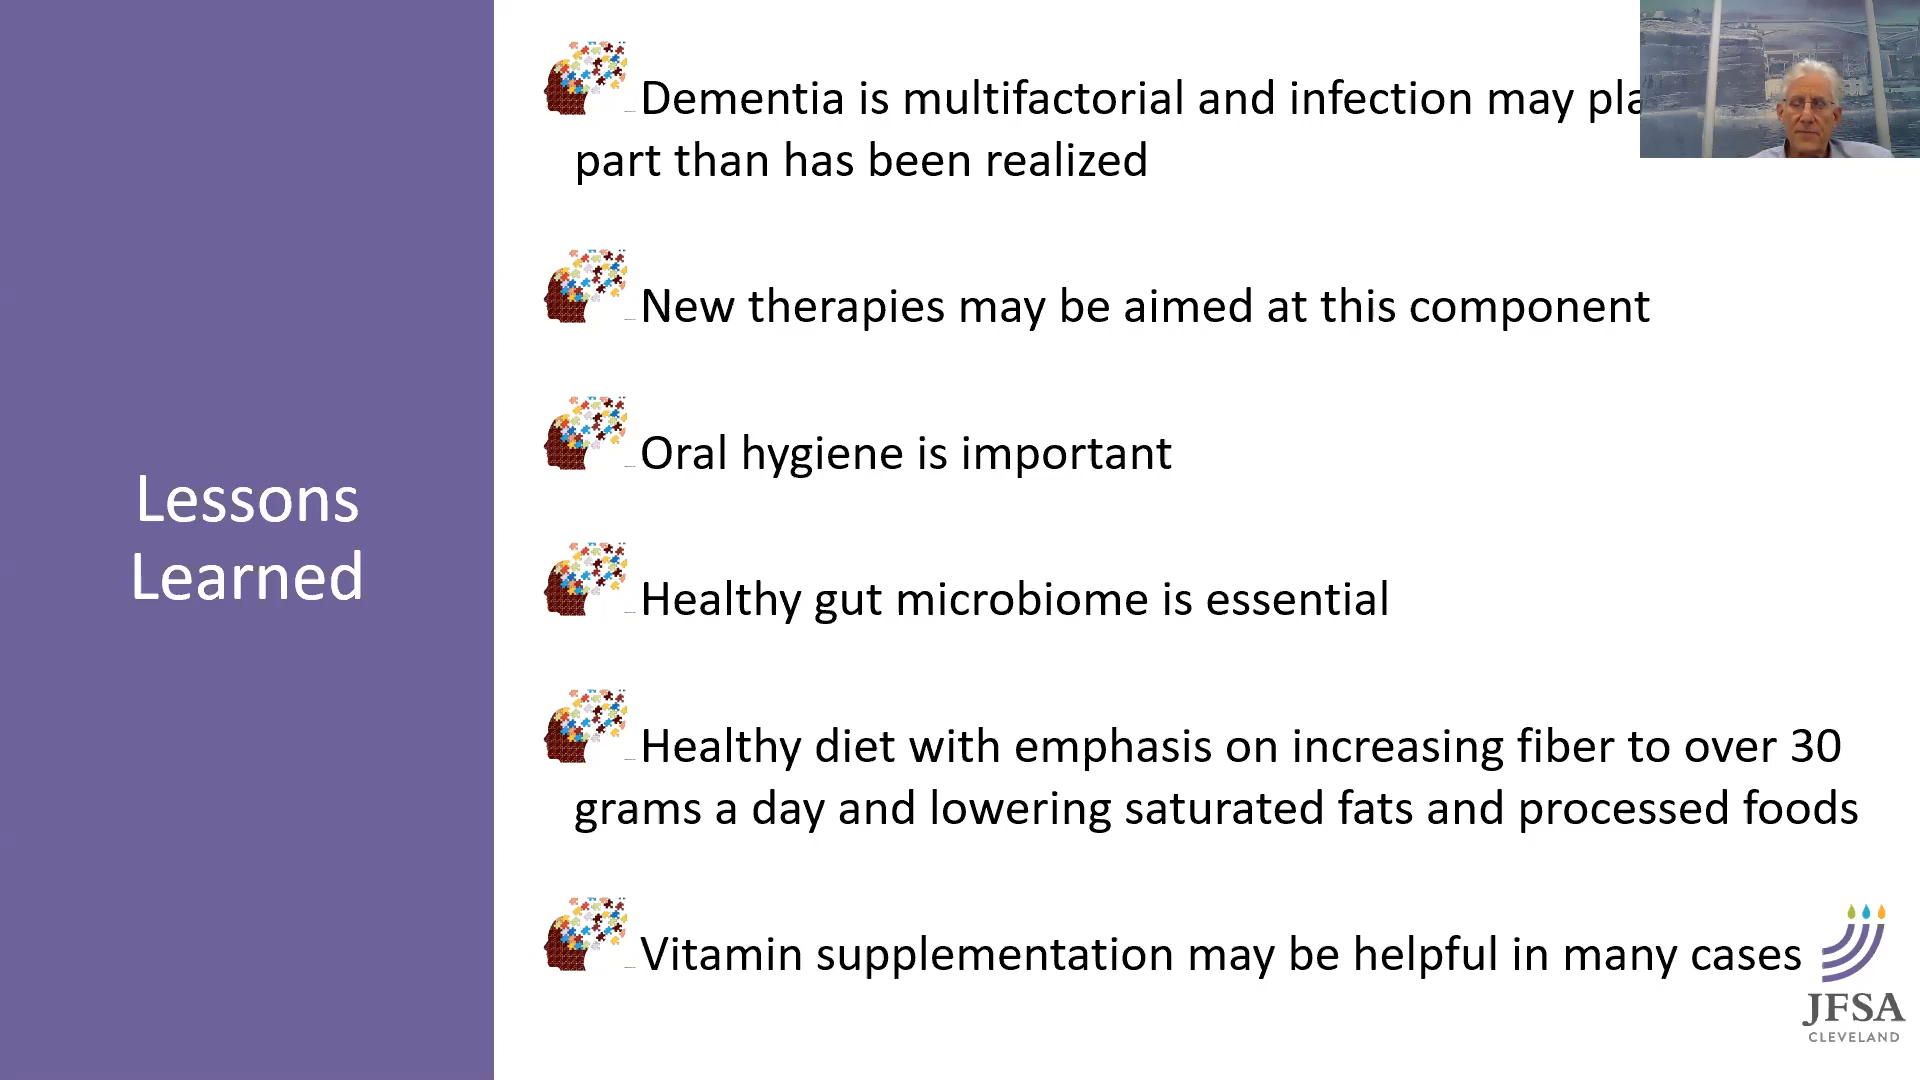 Lessons
Learned
Dementia is multifactorial and infection may
part than has been realized
New therapies may be aimed at this component
Oral hygiene is important
Healthy gut microbiome is essential
Healthy diet with emphasis on increasing fiber to over 30
grams a day and lowering saturated fats and processed foods
Vitamin supplementation may be helpful in many cases
JFSA
CLEVELAND